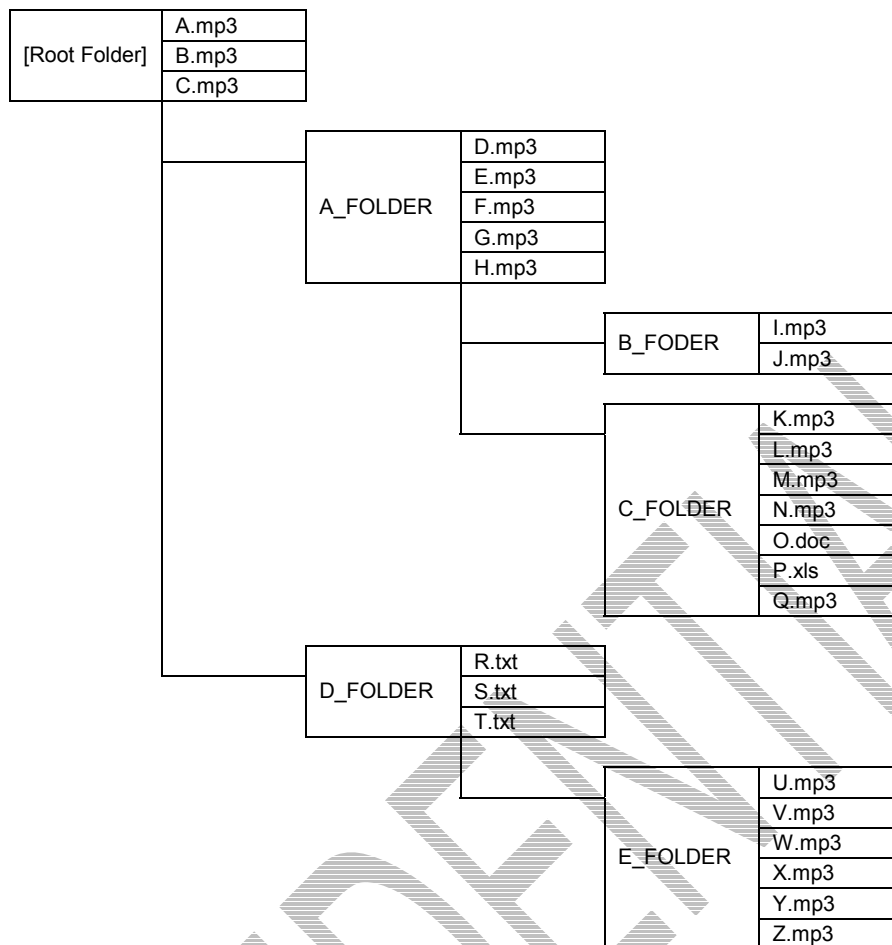 [Root Folder]
A.mp3
B.mp3
C.mp3
A_FOLDER
D.mp3
E.mp3
F.mp3
G.mp3
H.mp3
B_FODER
I.mp3
J.mp3
C_FOLDER
K.mp3
L.mp3
M.mp3
N.mp3
O.doc
P.xls
Q.mp3
D_FOLDER
R.txt
S.txt
T.txt
E_FOLDER
U.mp3
V.mp3
W.mp3
X.mp3
Y.mp3
Z.mp3